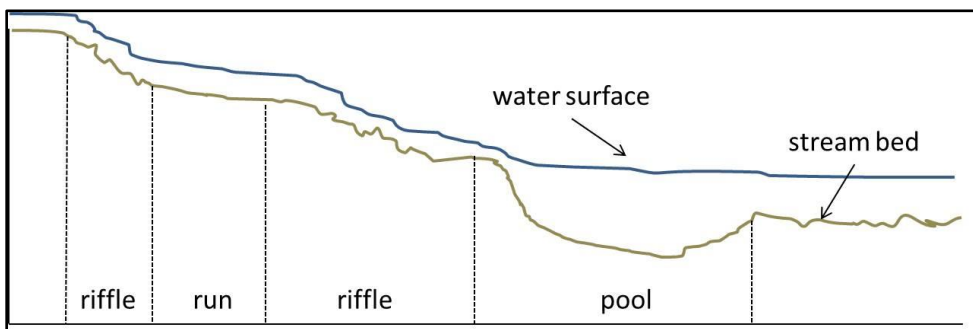 water surface
stream bed
riffle
run
riffle
pool